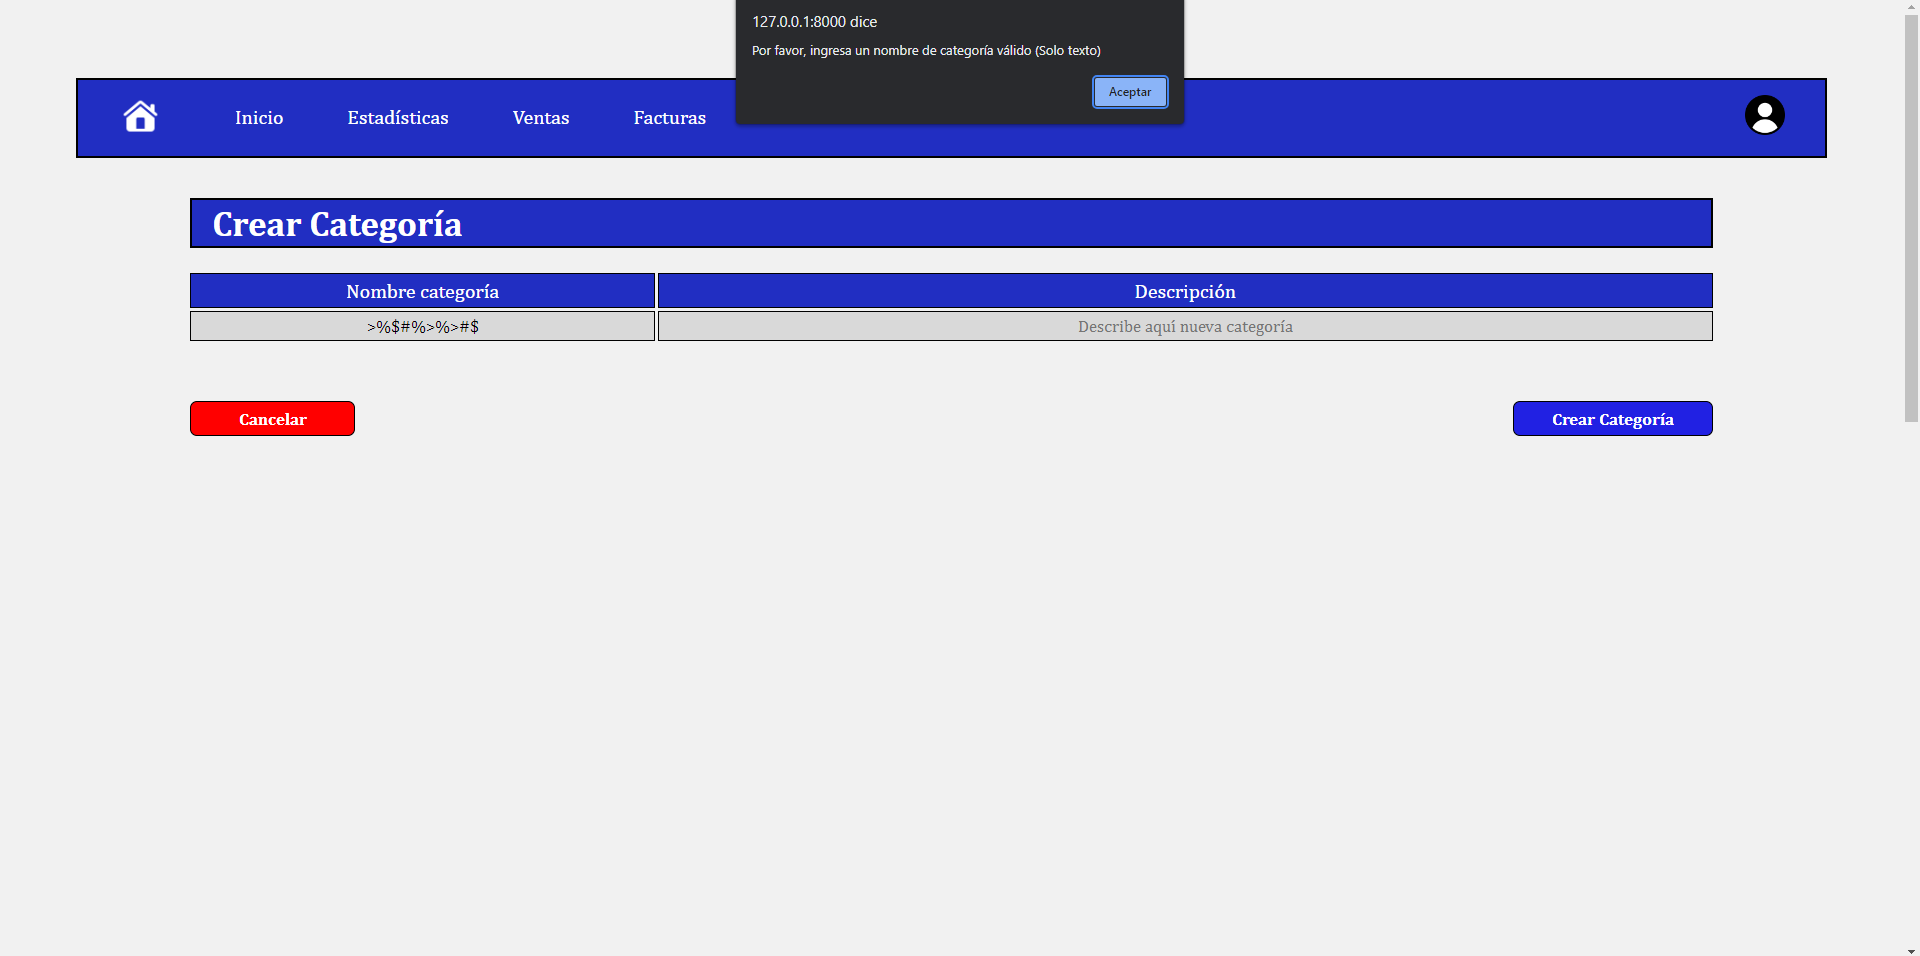 127.0.0.1:8000 dice
Por favor, ingresa un nombre de categoría válido (Solo texto)
Aceptar
Inicio Estadísticas Ventas Facturas
Crear Categoría
Nombre categoría Descripción
>%$#%>%>#$ Describe aquí nueva categoría
Cancelar Crear Categoría